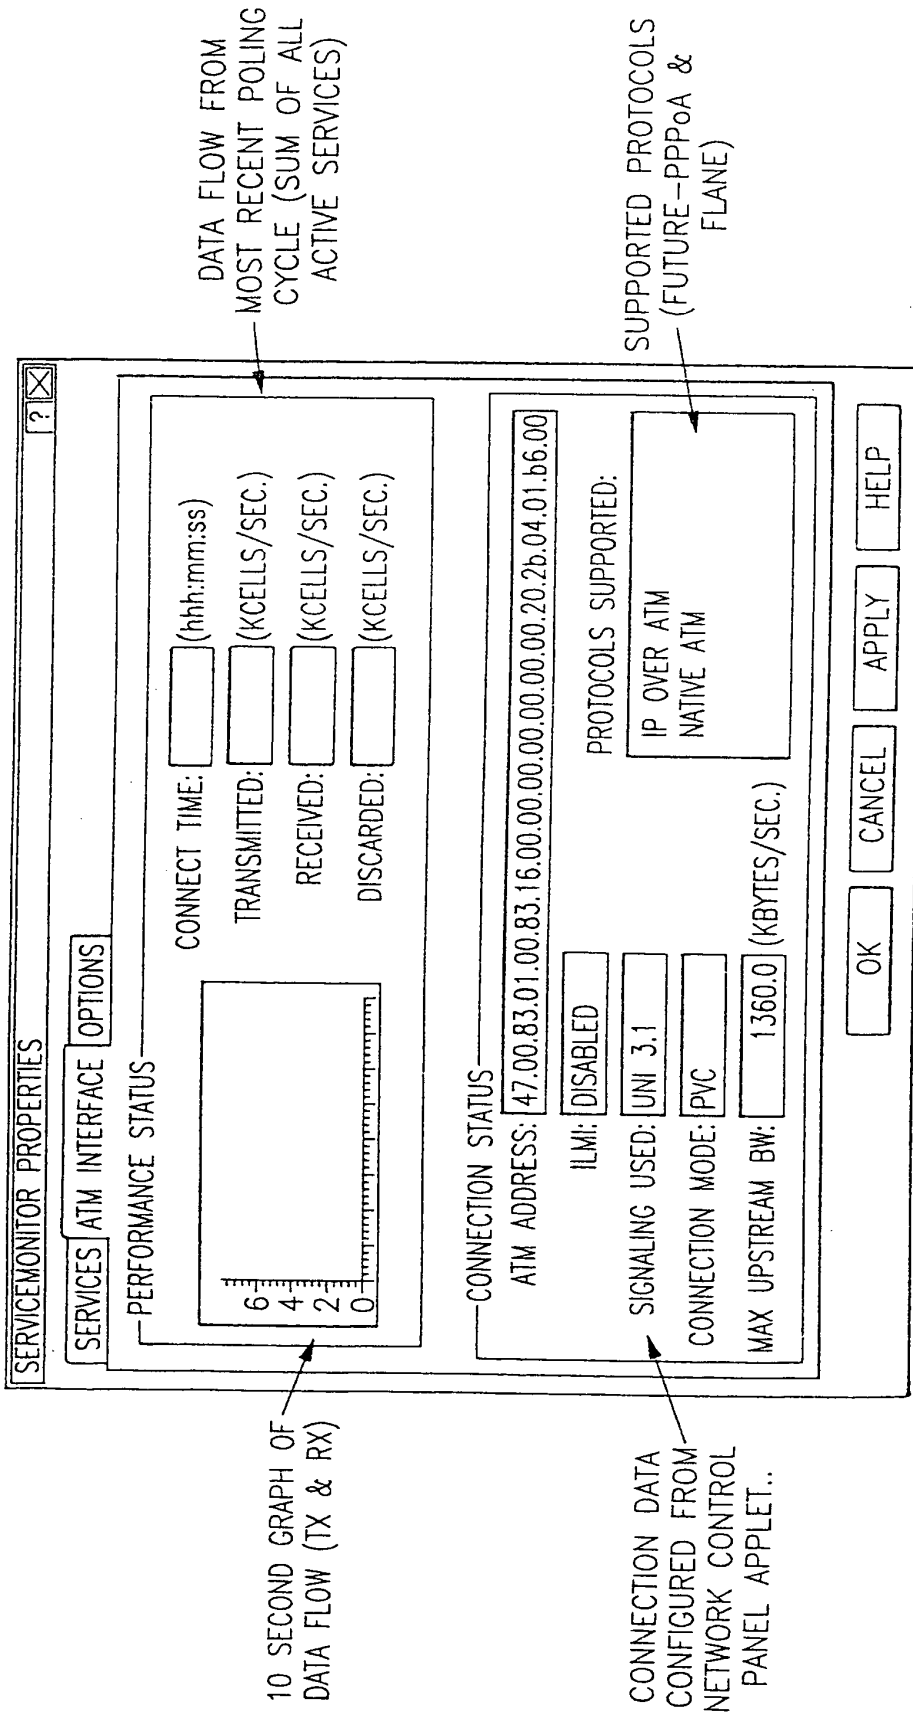 SERVICEMONITOR PROPERTIES
? X
SERVICES ATM INTERFACE OPTIONS
PERFORMANCE STATUS
6
4
2
0
CONNECT TIME: (hhh:mm:ss)
TRANSMITTED: (KCELLS/SEC.)
RECEIVED: (KCELLS/SEC.)
DISCARDED: (KCELLS/SEC.)
CONNECTION STATUS
ATM ADDRESS: 47.00.83.01.00.83.16.00.00.00.00.00.00.00.20.2b.04.01.b6.00
ILMI: DISABLED
SIGNALING USED: UNI 3.1
CONNECTION MODE: PVC
MAX UPSTREAM BW: 1360.0 (KBYTES/SEC.)
PROTOCOLS SUPPORTED:
IP OVER ATM
NATIVE ATM
OK CANCEL APPLY HELP
10 SECOND GRAPH OF
DATA FLOW (TX & RX)
CONNECTION DATA
CONFIGURED FROM
NETWORK CONTROL
PANEL APPLET..
DATA FLOW FROM
MOST RECENT POLING
CYCLE (SUM OF ALL
ACTIVE SERVICES)
SUPPORTED PROTOCOLS
(FUTURE-PPPoA &
FLANE)